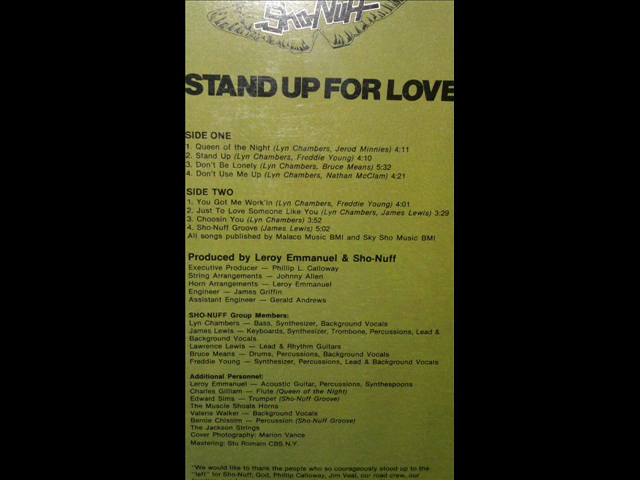 Sho-Nuff
STAND UP FOR LOVE
SIDE ONE
1. Queen of the Night (Lyn Chambers, Jerod Minnies) 4:11
2. Stand Up (Lyn Chambers, Freddie Young) 4:10
3. Don't Be Lonely (Lyn Chambers, Bruce Means) 5:32
4. Don't Use Me Up (Lyn Chambers, Nathan McClam) 4:21
SIDE TWO
1. You Got Me Work'in (Lyn Chambers, Freddie Young) 4:01
2. Just To Love Someone Like You (Lyn Chambers, James Lewis) 3:29
3. Choosin You (Lyn Chambers) 3:52
4. Sho-Nuff Groove (James Lewis) 5:02
All songs published by Malaco Music BMI and Sky Sho Music BMI
Produced by Leroy Emmanuel & Sho-Nuff
Executive Producer — Phillip L. Calloway
String Arrangements — Johnny Allen
Horn Arrangements — Leroy Emmanuel
Engineer — James Griffin
Assistant Engineer — Gerald Andrews
SHO-NUFF Group Members:
Lyn Chambers — Bass, Synthesizer, Background Vocals
James Lewis — Keyboards, Synthesizer, Trombone, Percussions, Lead &
Background Vocals
Lawrence Lewis — Lead & Rhythm Guitars
Bruce Means — Drums, Percussions, Background Vocals
Freddie Young — Synthesizer, Percussions, Lead & Background Vocals
Additional Personnel:
Leroy Emmanuel — Acoustic Guitar, Percussions, Synthespoons
Charles Gilliam — Flute (Queen of the Night)
Edward Sims — Trumpet (Sho-Nuff Groove)
The Muscle Shoals Horns
Valerie Walker — Background Vocals
Bernie Chisolm — Percussion (Sho-Nuff Groove)
The Jackson Strings
Cover Photography: Marion Vance
Mastering: Stu Romain CBS N.Y.
"We would like to thank the people who so courageously stood up to the
"left" for Sho-Nuff; God, Phillip Calloway, Jim Veal, our road crew, our